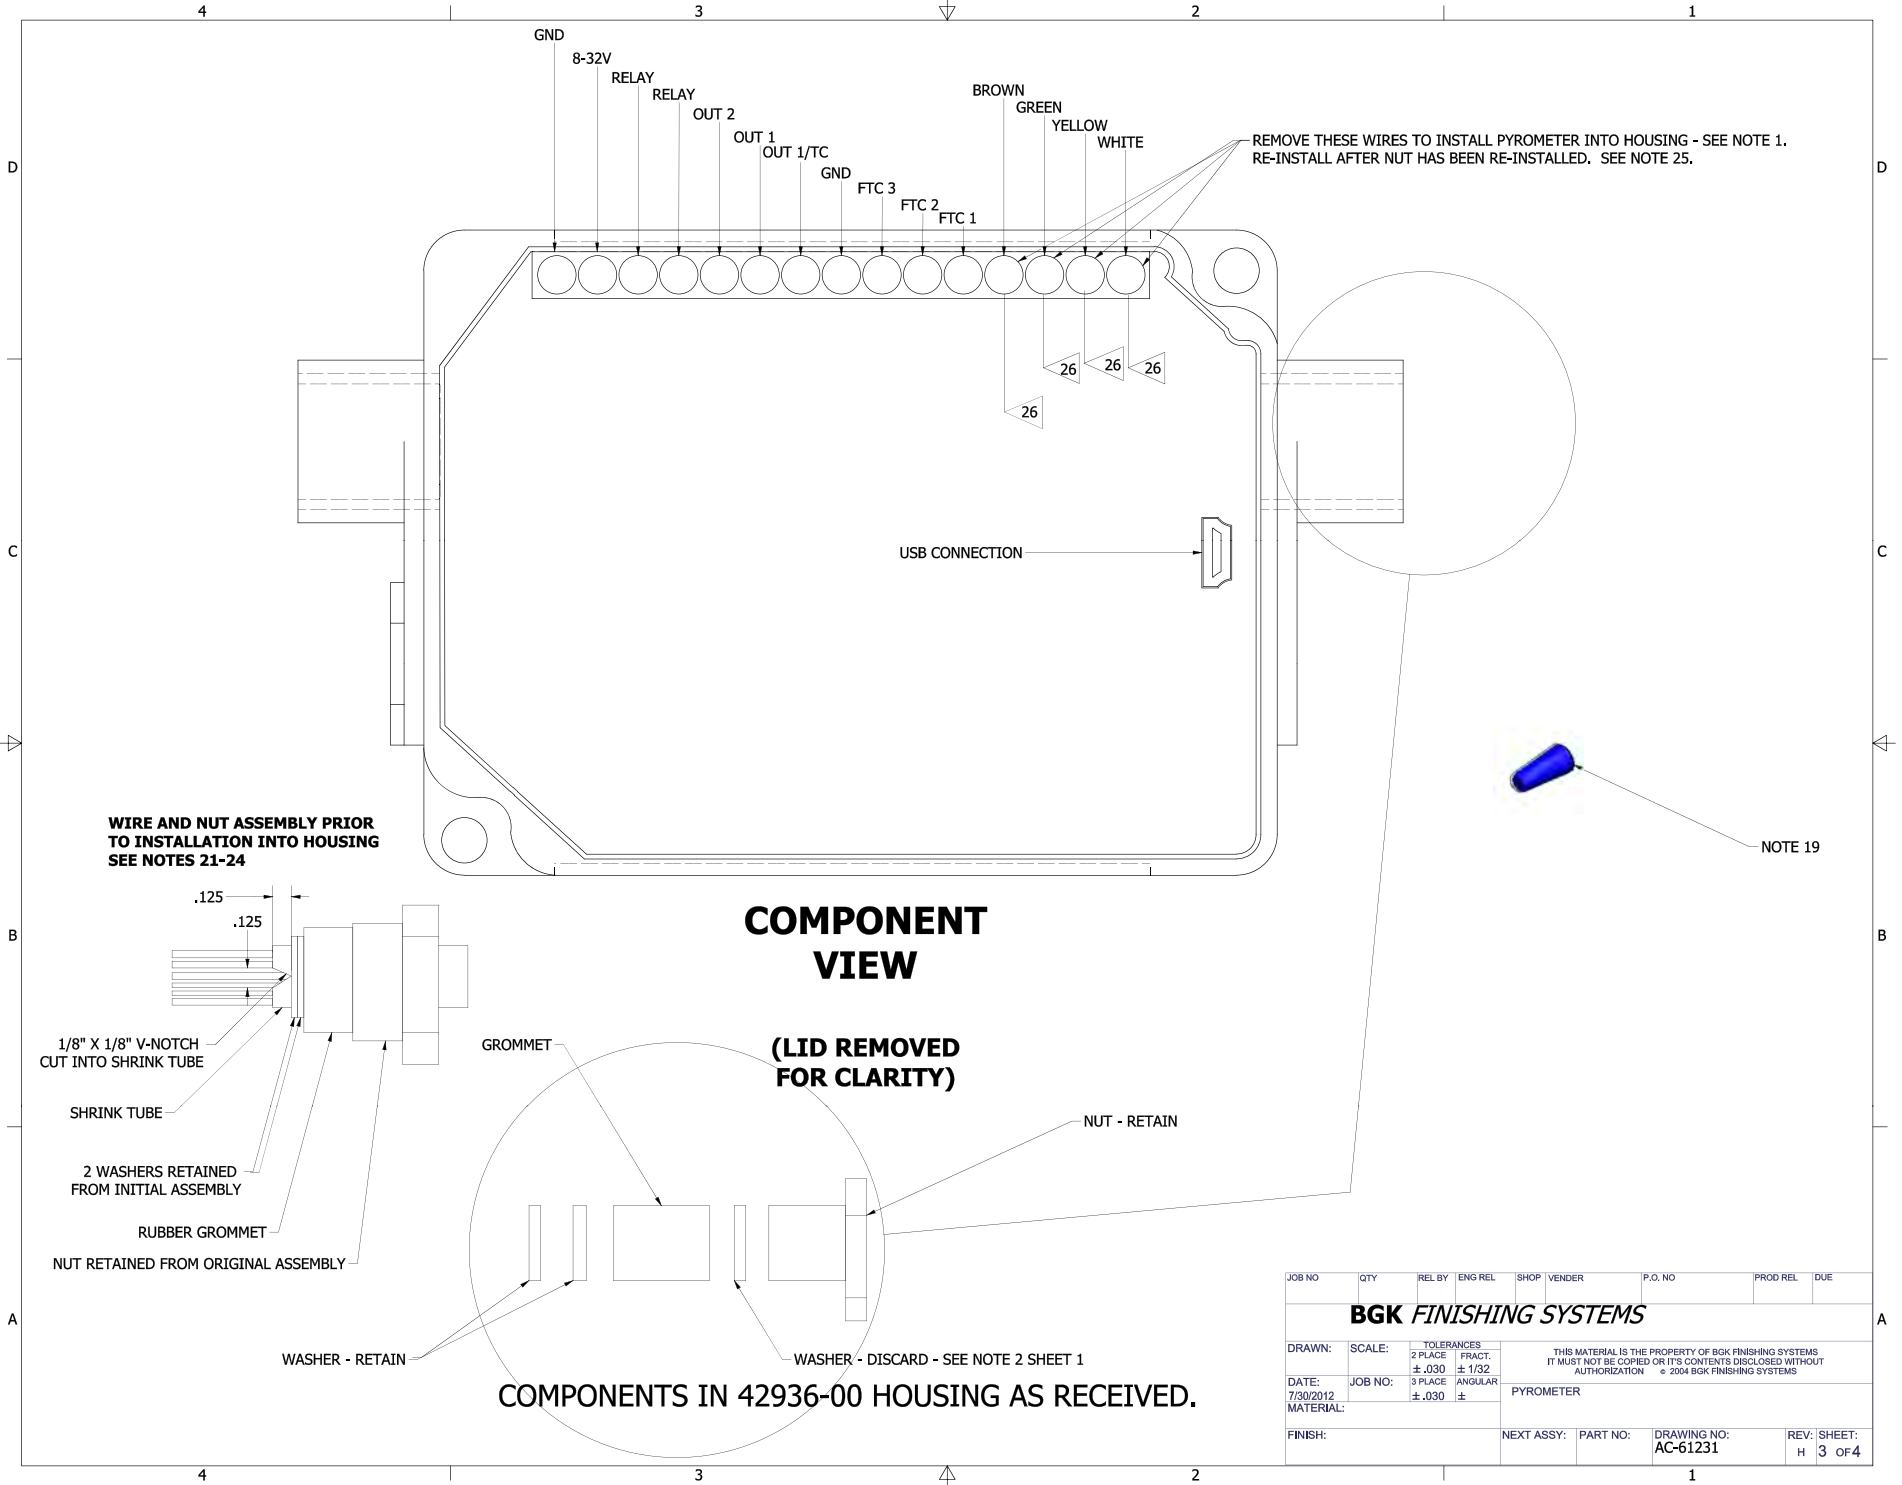 4
3
2
1
GND
8-32V
RELAY
RELAY
OUT 2
OUT 1
OUT 1/TC
GND
FTC 3
FTC 2
FTC 1
BROWN
GREEN
YELLOW
WHITE
REMOVE THESE WIRES TO INSTALL PYROMETER INTO HOUSING - SEE NOTE 1.
RE-INSTALL AFTER NUT HAS BEEN RE-INSTALLED. SEE NOTE 25.
D
D
26
26
26
26
USB CONNECTION
C
C
WIRE AND NUT ASSEMBLY PRIOR
TO INSTALLATION INTO HOUSING
SEE NOTES 21-24
NOTE 19
.125
.125
B
B
COMPONENT
VIEW
(LID REMOVED
FOR CLARITY)
1/8" X 1/8" V-NOTCH
CUT INTO SHRINK TUBE
SHRINK TUBE
2 WASHERS RETAINED
FROM INITIAL ASSEMBLY
RUBBER GROMMET
NUT RETAINED FROM ORIGINAL ASSEMBLY
GROMMET
NUT - RETAIN
WASHER - RETAIN
WASHER - DISCARD - SEE NOTE 2 SHEET 1
COMPONENTS IN 42936-00 HOUSING AS RECEIVED.
A
A
JOB NO QTY REL BY ENG REL SHOP VENDER P.O. NO PROD REL DUE
BGK FINISHING SYSTEMS
DRAWN: SCALE: TOLERANCES
2 PLACE FRACT.
±.030 ± 1/32
THIS MATERIAL IS THE PROPERTY OF BGK FINISHING SYSTEMS
IT MUST NOT BE COPIED OR IT'S CONTENTS DISCLOSED WITHOUT
AUTHORIZATION © 2004 BGK FINISHING SYSTEMS
DATE: JOB NO: 3 PLACE ANGULAR
7/30/2012 ±.030 ±
PYROMETER
MATERIAL:
FINISH:
NEXT ASSY: PART NO: DRAWING NO: REV: SHEET:
AC-61231 H 3 OF 4
4
3
2
1